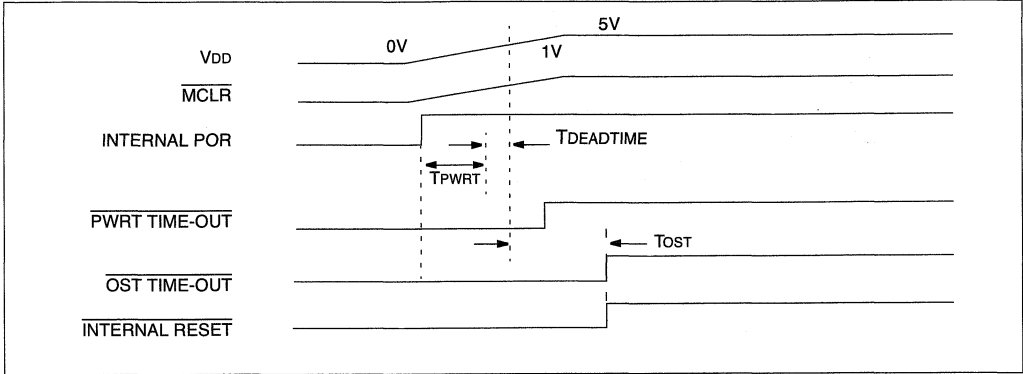 5V
0V
VDD
1V
MCLR
INTERNAL POR
TDEADTIME
TPWRT
PWRT TIME-OUT
TOST
OST TIME-OUT
INTERNAL RESET